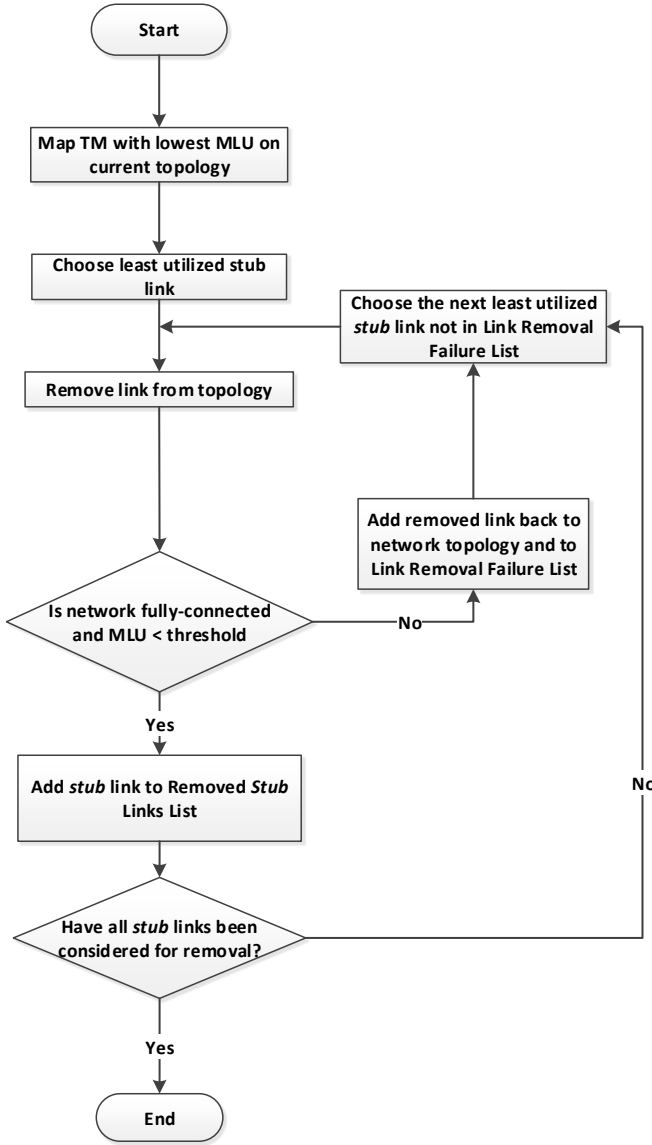 Start
Map TM with lowest MLU on
current topology
Choose least utilized stub
link
Choose the next least utilized
stub link not in Link Removal
Failure List
Remove link from topology
Add removed link back to
network topology and to
Link Removal Failure List
Is network fully-connected
and MLU < threshold
No
Yes
Add stub link to Removed Stub
Links List
No
Have all stub links been
considered for removal?
Yes
End